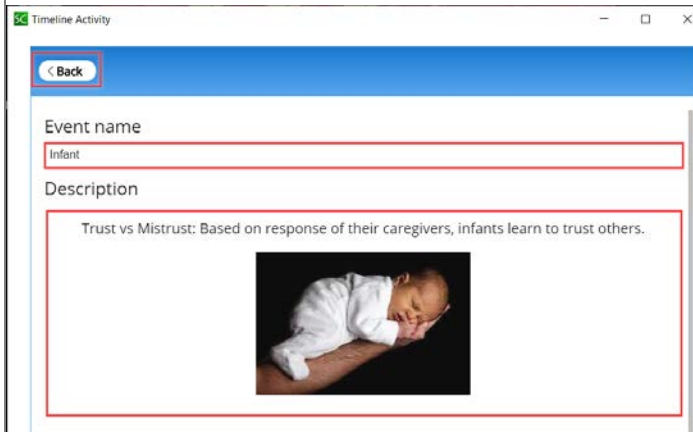 SC Timeline Activity
< Back
Event name
Infant
Description
Trust vs Mistrust: Based on response of their caregivers, infants learn to trust others.